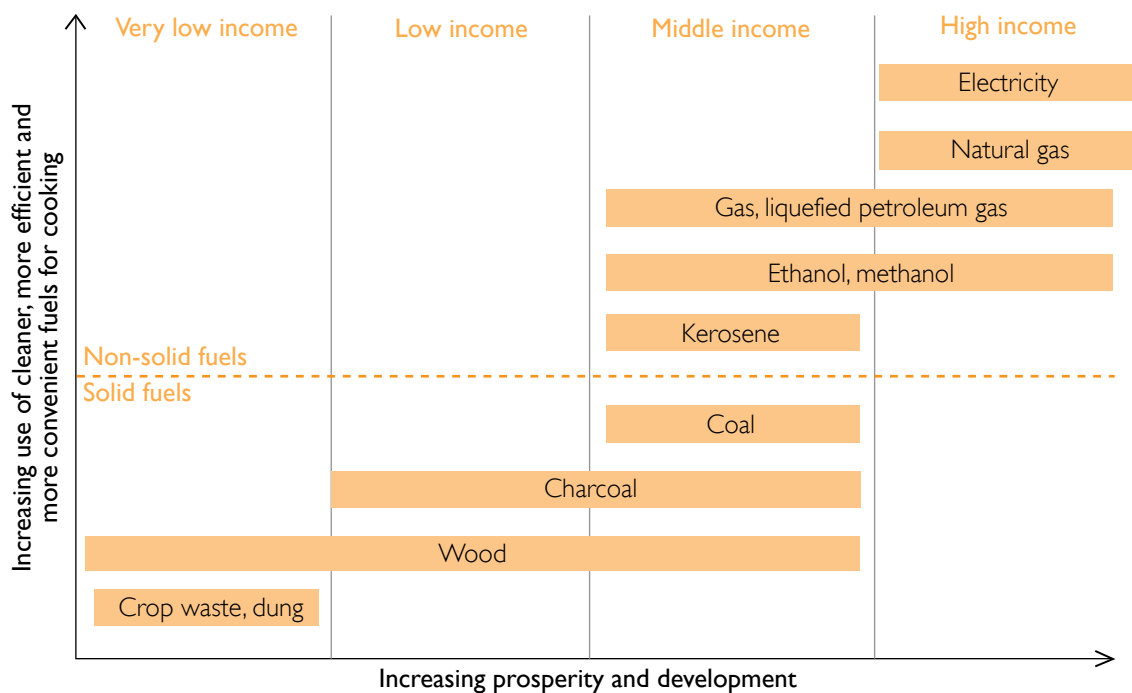 Very low income
Low income
Middle income
High income
Electricity
Natural gas
Gas, liquefied petroleum gas
Ethanol, methanol
Kerosene
Non-solid fuels
Solid fuels
Coal
Charcoal
Wood
Crop waste, dung
Increasing use of cleaner, more efficient and
more convenient fuels for cooking
Increasing prosperity and development